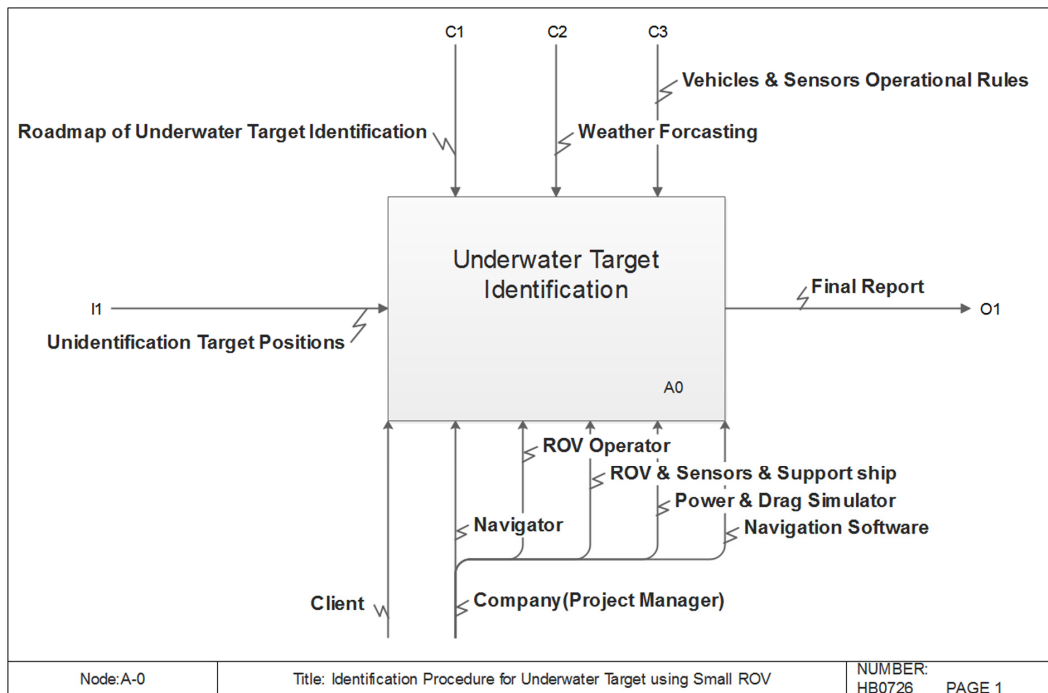 C1
C2
C3
Vehicles & Sensors Operational Rules
Roadmap of Underwater Target Identification
Weather Forcasting
Underwater Target
Identification
Final Report
I1
O1
Unidentification Target Positions
A0
ROV Operator
ROV & Sensors & Support ship
Power & Drag Simulator
Navigator
Navigation Software
Client
Company(Project Manager)
Node:A-0
Title: Identification Procedure for Underwater Target using Small ROV
NUMBER:
HB0726 PAGE 1